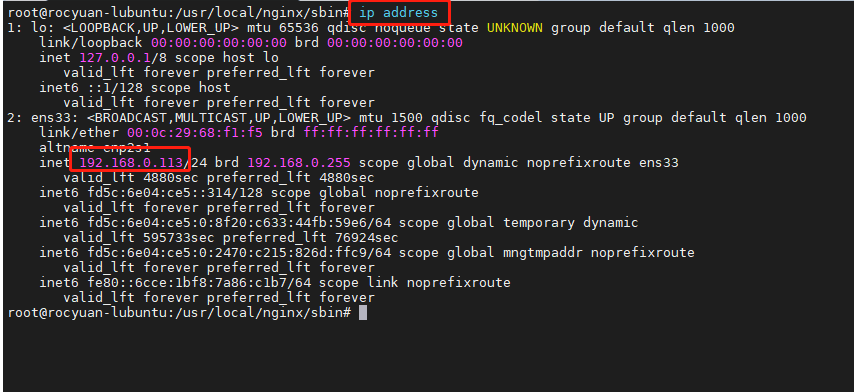 root@rocyuan-lubuntu:/usr/local/nginx/sbin# ip address
1: lo: <LOOPBACK,UP,LOWER_UP> mtu 65536 qdisc noqueue state UNKNOWN group default qlen 1000
link/loopback 00:00:00:00:00:00 brd 00:00:00:00:00:00
inet 127.0.0.1/8 scope host lo
valid_lft forever preferred_lft forever
inet6 ::1/128 scope host
valid_lft forever preferred_lft forever
2: ens33: <BROADCAST,MULTICAST,UP,LOWER_UP> mtu 1500 qdisc fq_codel state UP group default qlen 1000
link/ether 00:0c:29:68:f1:f5 brd ff:ff:ff:ff:ff:ff
altname enp2s1
inet 192.168.0.113/24 brd 192.168.0.255 scope global dynamic noprefixroute ens33
valid_lft 4880sec preferred_lft 4880sec
inet6 fd5c:6e04:ce5::314/128 scope global noprefixroute
valid_lft forever preferred_lft forever
inet6 fd5c:6e04:ce5:0:8f20:c633:44fb:59e6/64 scope global temporary dynamic
valid_lft 595733sec preferred_lft 76924sec
inet6 fd5c:6e04:ce5:0:2470:c215:826d:ffc9/64 scope global mngtmpaddr noprefixroute
valid_lft forever preferred_lft forever
inet6 fe80::6cce:1bf8:7a86:c1b7/64 scope link noprefixroute
valid_lft forever preferred_lft forever
root@rocyuan-lubuntu:/usr/local/nginx/sbin#